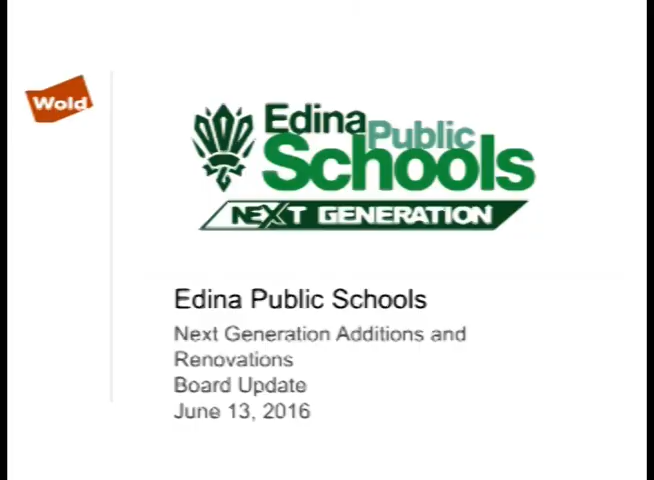 Wold
Edina
Public
Schools
NEXT GENERATION
Edina Public Schools
Next Generation Additions and
Renovations
Board Update
June 13, 2016